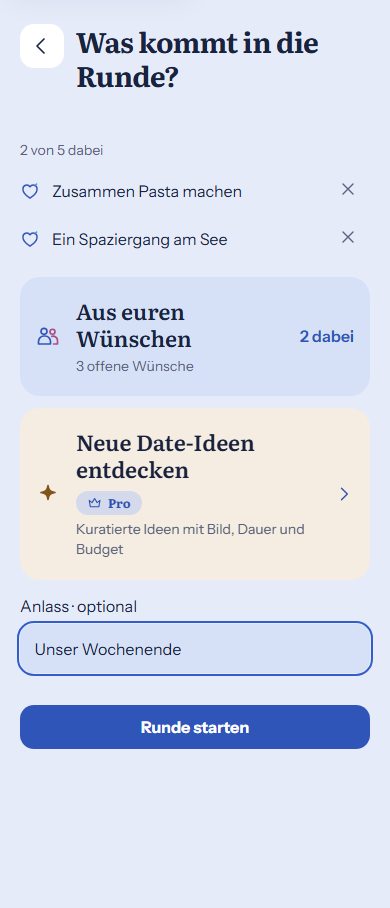 Was kommt in die
Runde?
2 von 5 dabei
Zusammen Pasta machen
Ein Spaziergang am See
Aus euren
Wünschen
3 offene Wünsche
2 dabei
Neue Date-Ideen
entdecken
Pro
Kuratierte Ideen mit Bild, Dauer und
Budget
Anlass · optional
Unser Wochenende
Runde starten